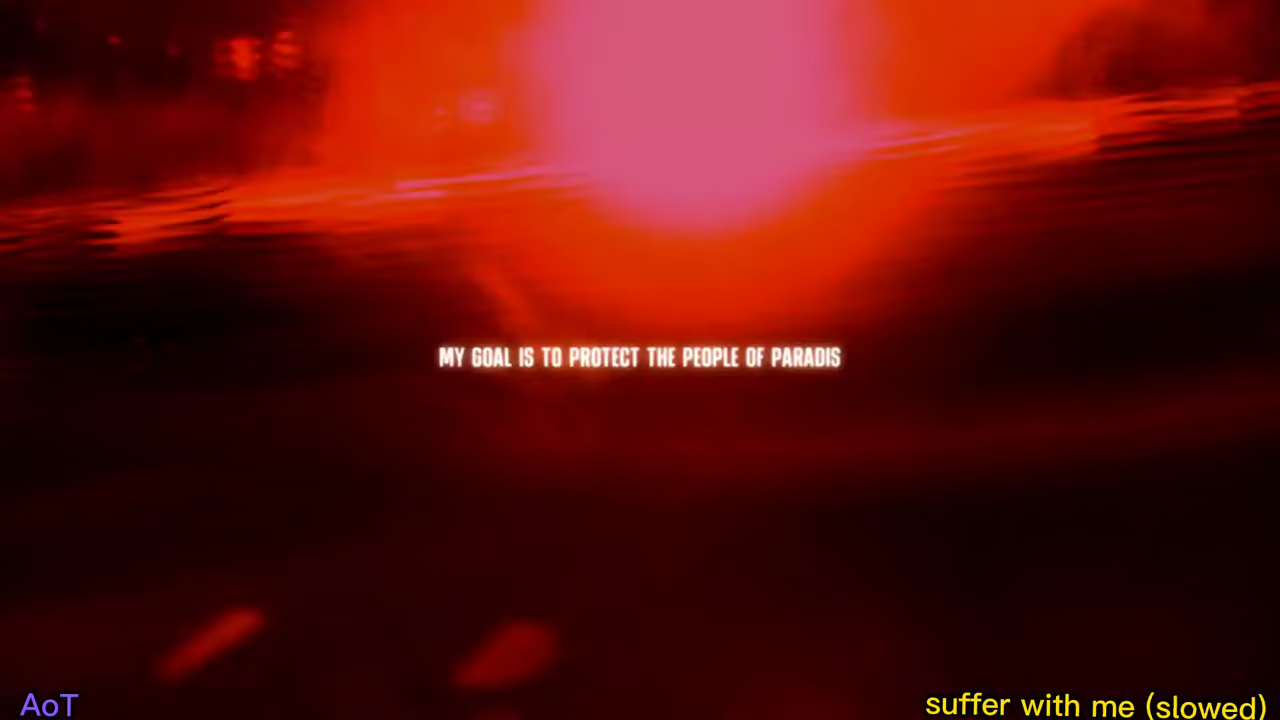 MY GOAL IS TO PROTECT THE PEOPLE OF PARADIS
AoT
suffer with me (slowed)